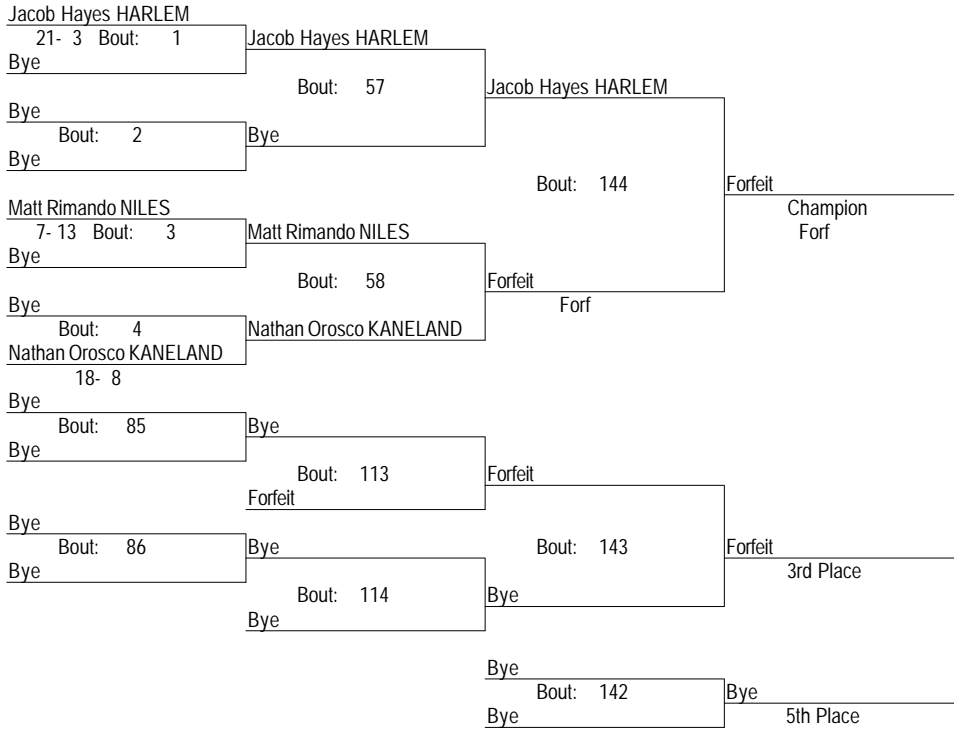 Jacob Hayes HARLEM
21- 3 Bout: 1
Jacob Hayes HARLEM
Bye
Bout: 57
Jacob Hayes HARLEM
Bye
Bout: 2
Bye
Bye
Bout: 144
Forfeit
Matt Rimando NILES
Champion
7- 13 Bout: 3
Matt Rimando NILES
Forf
Bye
Bout: 58
Forfeit
Bye
Forf
Bout: 4
Nathan Orosco KANELAND
Nathan Orosco KANELAND
18- 8
Bye
Bout: 85
Bye
Bye
Bout: 113
Forfeit
Forfeit
Bye
Bout: 86
Bye
Bout: 143
Forfeit
Bye
3rd Place
Bout: 114
Bye
Bye
Bye
Bout: 142
Bye
Bye
5th Place